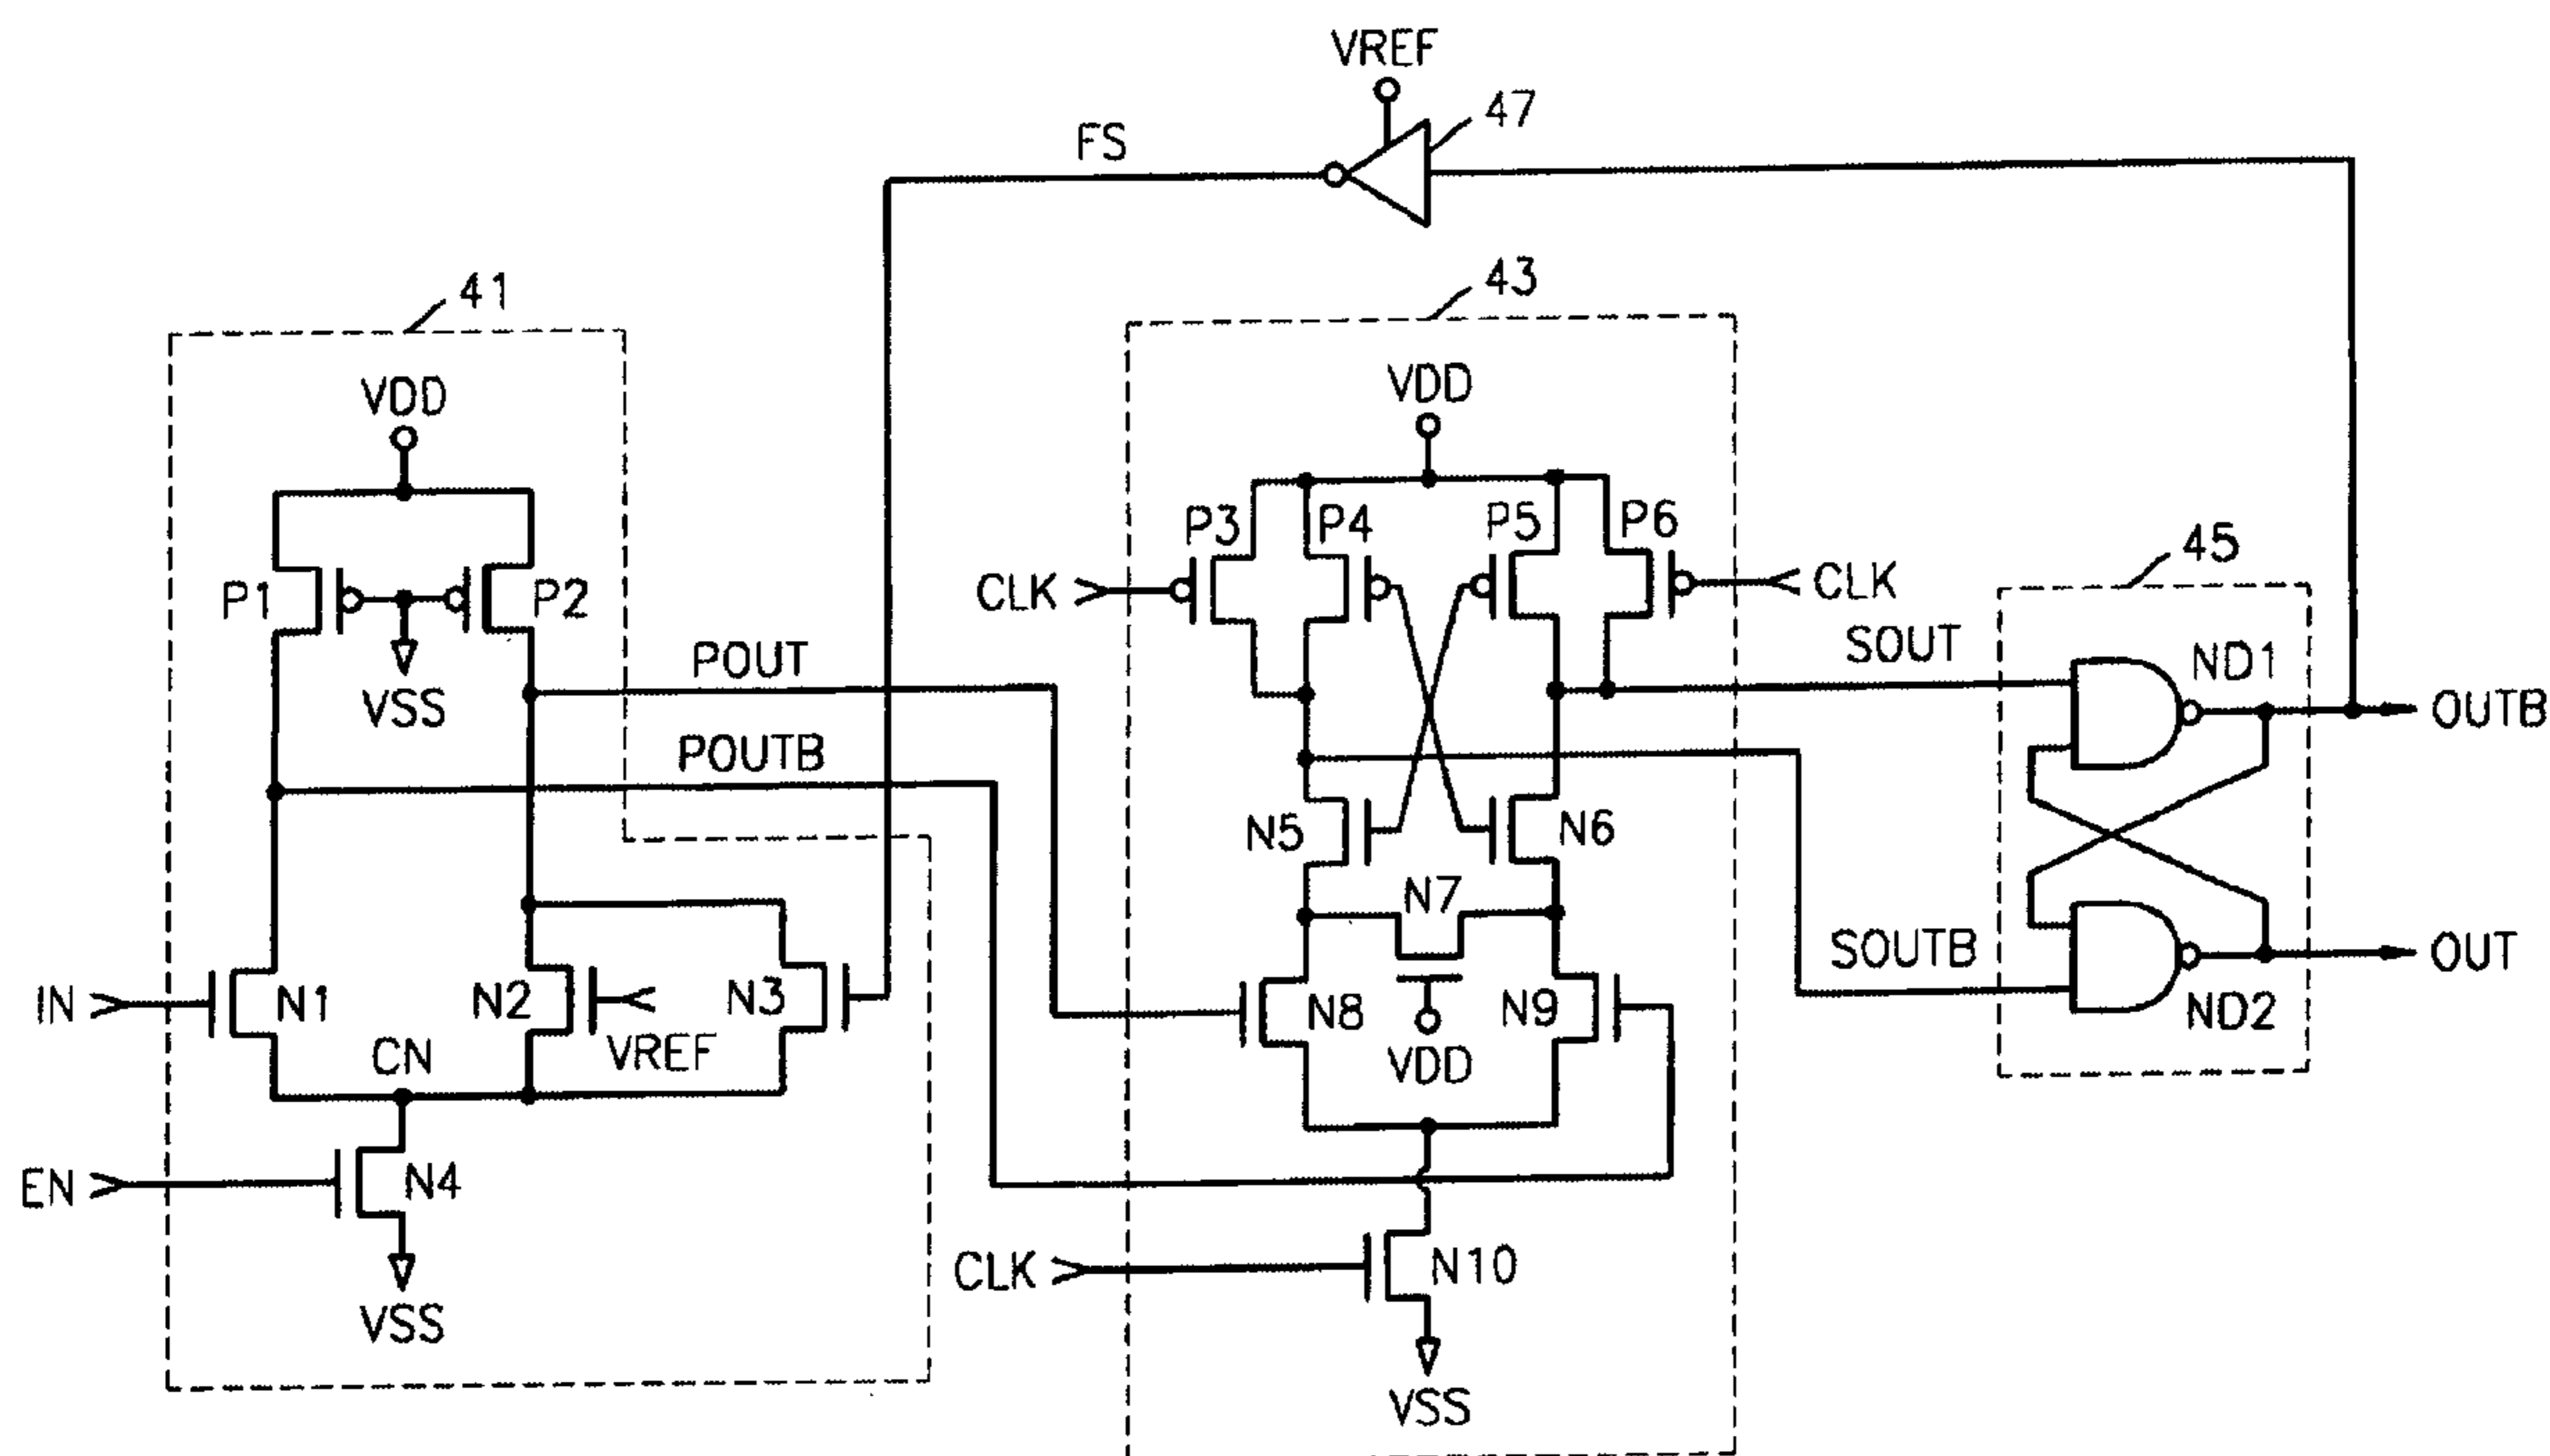 VREF
47
FS
41
43
VDD
VDD
P3
P4
P5
P6
45
P1
P2
CLK
CLK
SOUT
ND1
POUT
VSS
OUTB
POUTB
N5
N6
N7
SOUTB
OUT
IN
N1
N2
N3
N8
N9
ND2
CN
VREF
VDD
EN
N4
CLK
N10
VSS
VSS